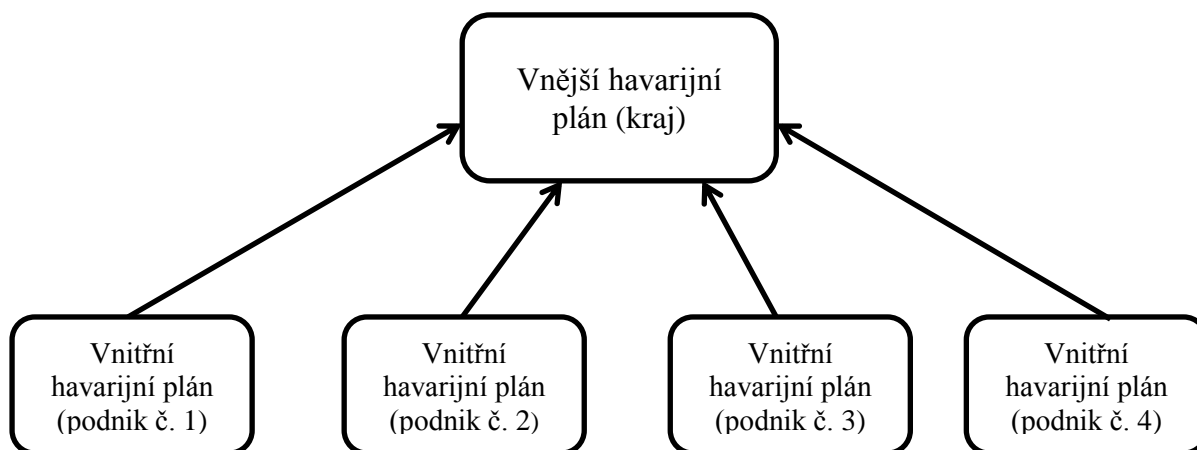 Vnější havarijní
plán (kraj)
Vnitřní
havarijní plán
(podnik č. 1)
Vnitřní
havarijní plán
(podnik č. 2)
Vnitřní
havarijní plán
(podnik č. 3)
Vnitřní
havarijní plán
(podnik č. 4)